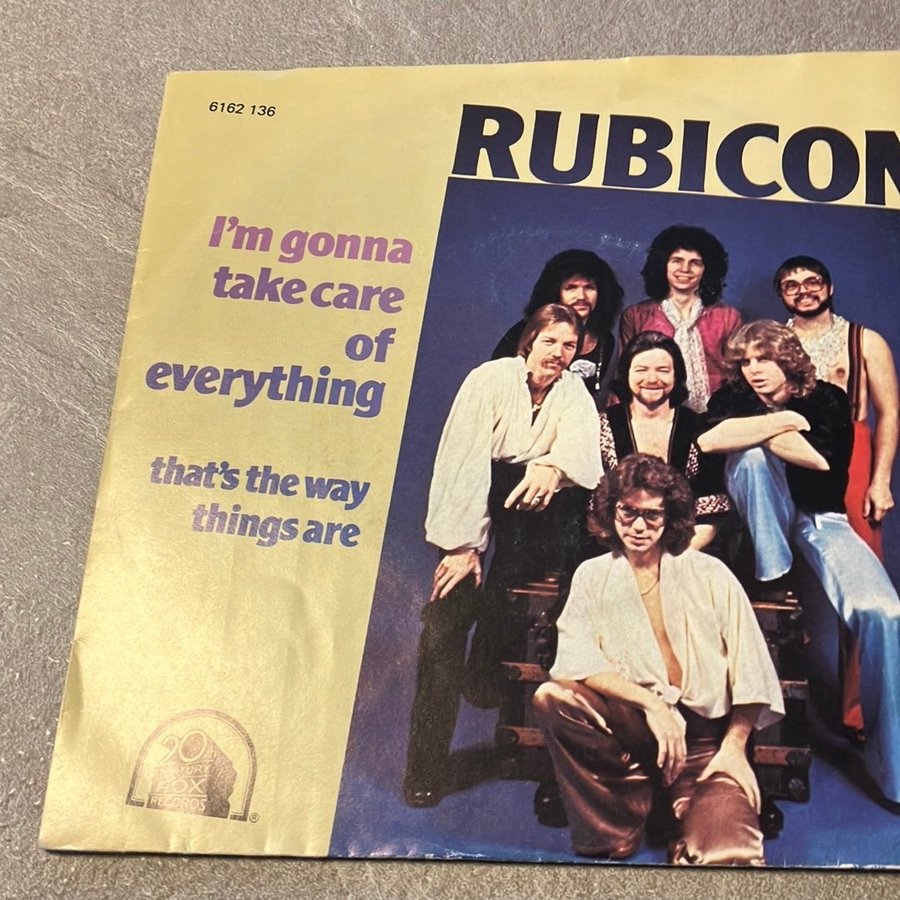 6162 136
RUBICON
I'm gonna
take care
of
everything
that's the way
things are
20th
CENTURY
FOX
RECORDS
®